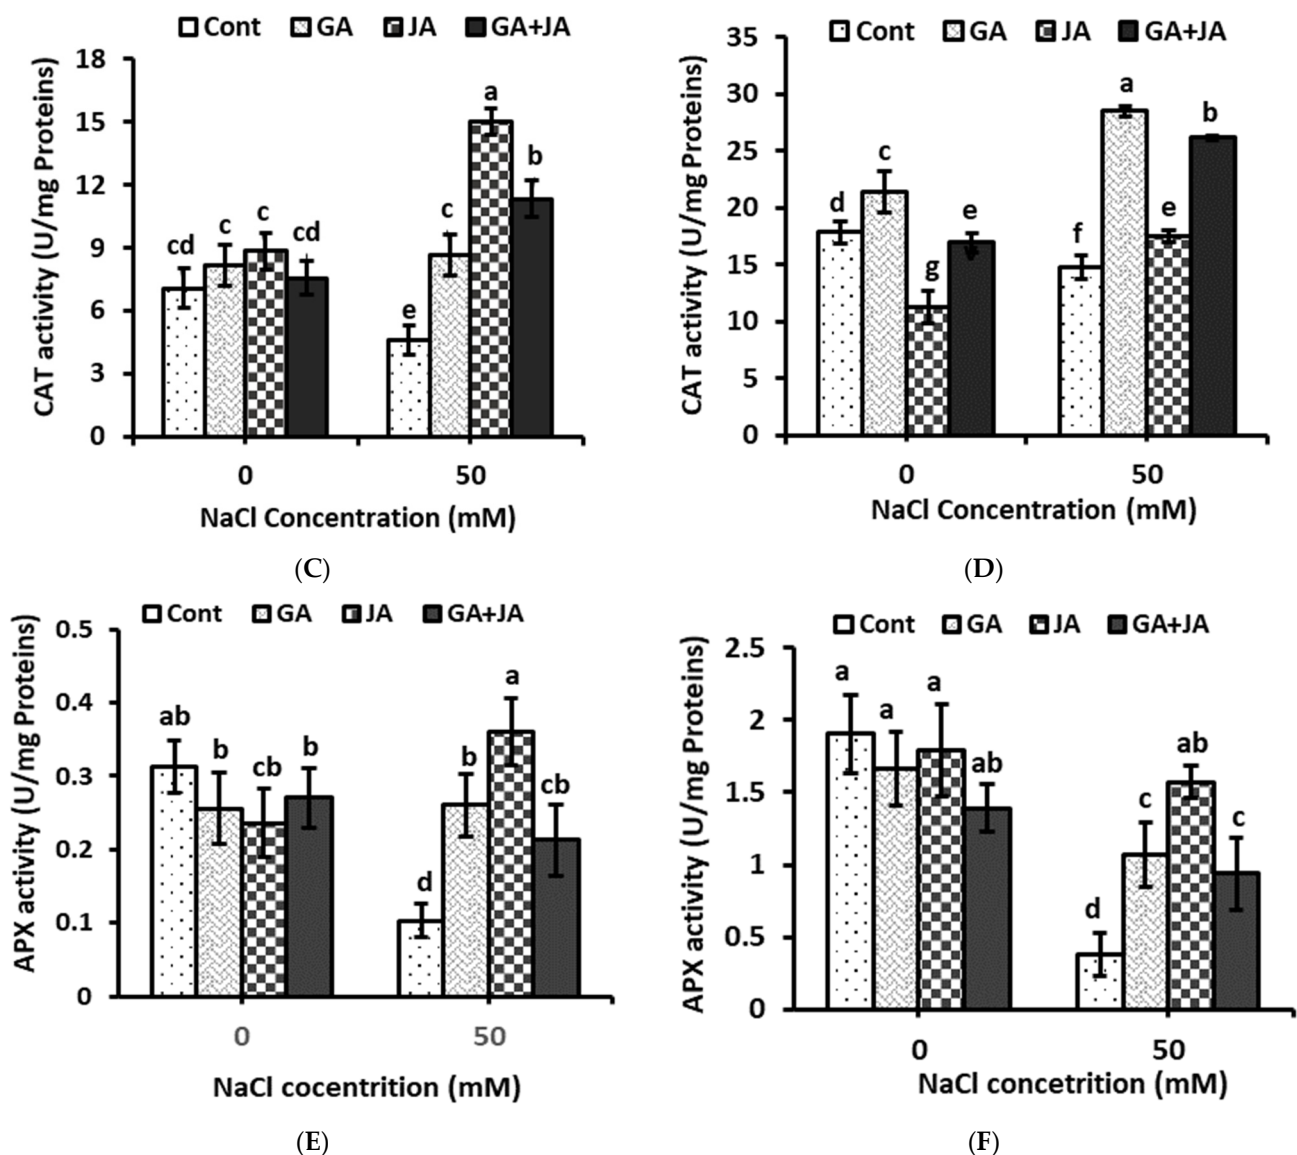 Cont GA JA GA+JA
CAT activity (U/mg Proteins)
18
15
12
9
6
3
0
cd c c cd e c a b
0 50
NaCl Concentration (mM)
(C)
Cont GA JA GA+JA
CAT activity (U/mg Proteins)
35
30
25
20
15
10
5
0
d c g e f a e b
0 50
NaCl Concentration (mM)
(D)
Cont GA JA GA+JA
APX activity (U/mg Proteins)
0.5
0.4
0.3
0.2
0.1
0
ab b cb b d b a cb
0 50
NaCl cocentrition (mM)
(E)
Cont GA JA GA+JA
APX activity (U/mg Proteins)
2.5
2
1.5
1
0.5
0
a a a ab d c ab c
0 50
NaCl concetrition (mM)
(F)